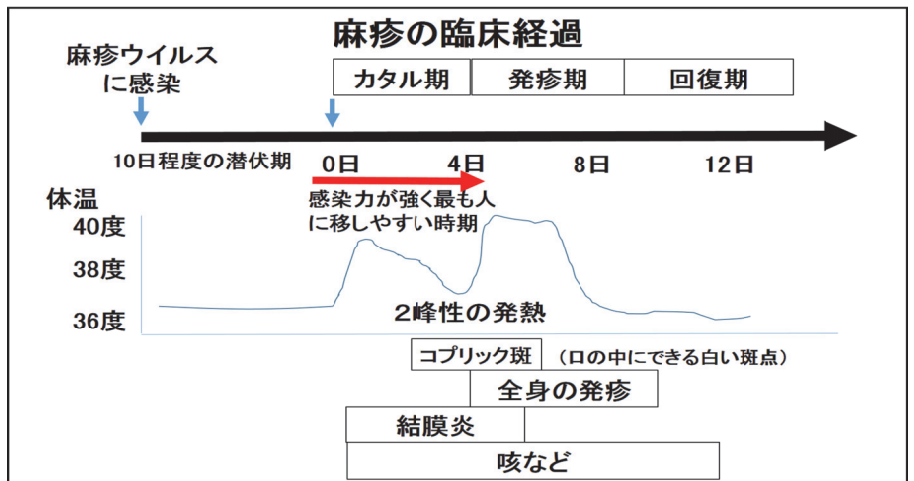 麻疹の臨床経過
麻疹ウイルス
に感染
カタル期
発疹期
回復期
10日程度の潜伏期
0日
4日
8日
12日
感染力が強く最も人
に移しやすい時期
体温
40度
38度
36度
2峰性の発熱
コプリック斑
(口の中にできる白い斑点)
全身の発疹
結膜炎
咳など